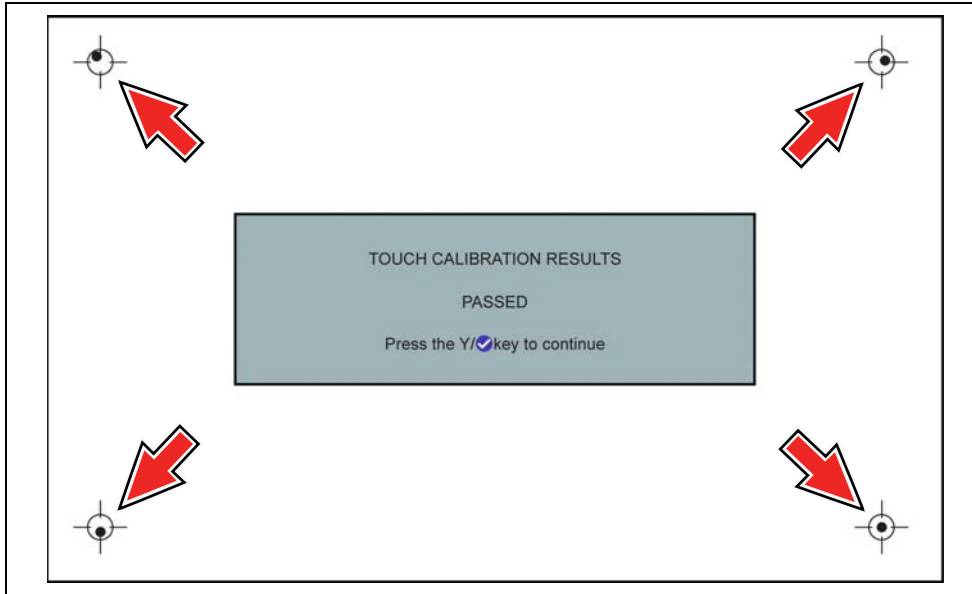 TOUCH CALIBRATION RESULTS
PASSED
Press the Y/✓key to continue